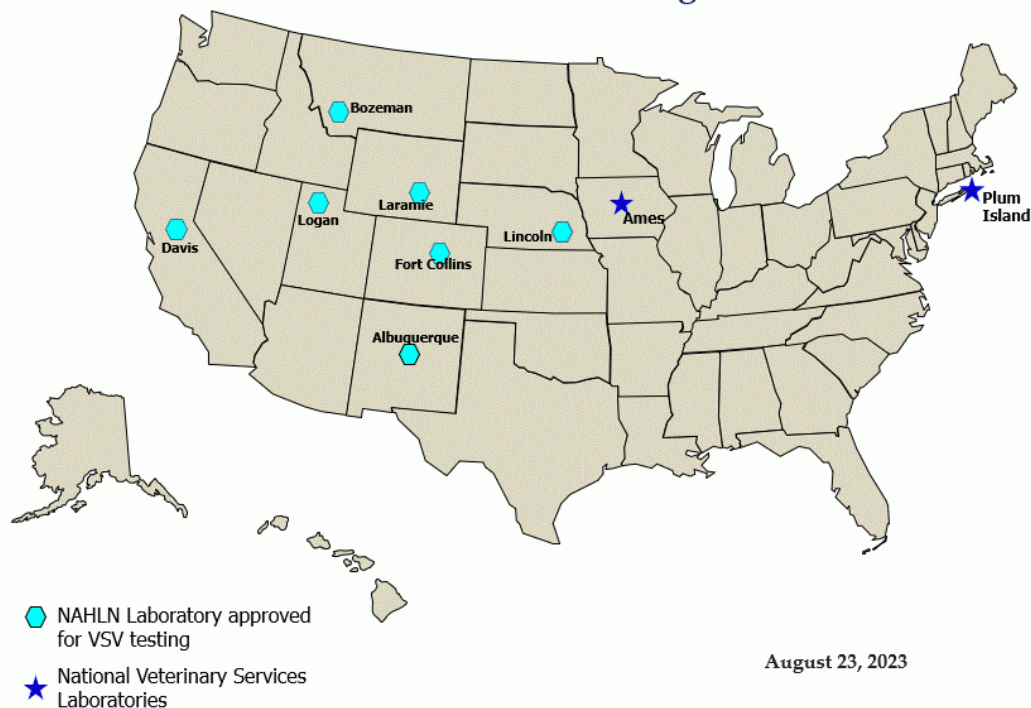 Bozeman
Laramie
Logan
Plum
Island
Ames
Lincoln
Davis
Fort Collins
Albuquerque
NAHLN Laboratory approved
for VSV testing
August 23, 2023
National Veterinary Services
Laboratories